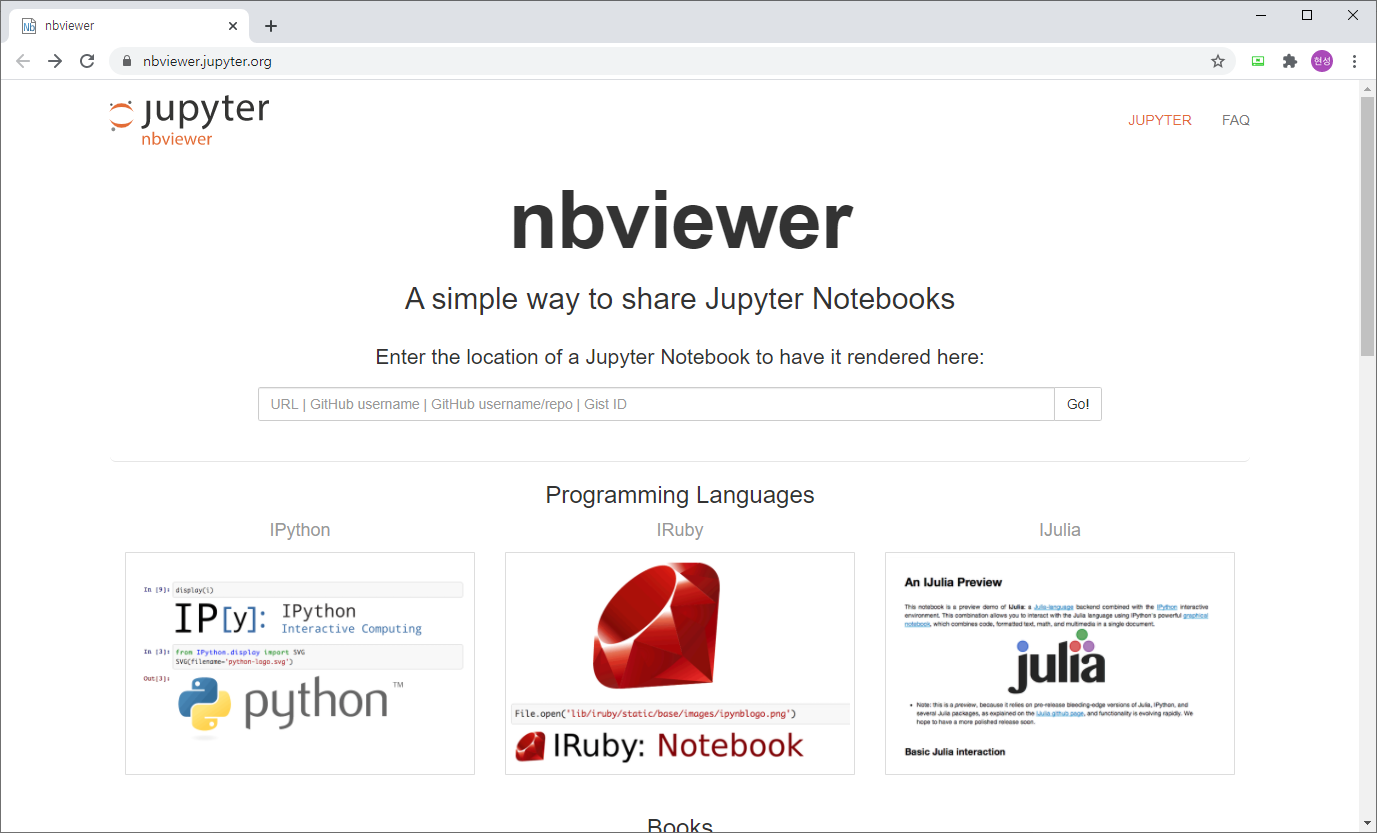 nbviewer
nbviewer.jupyter.org
현성
jupyter
nbviewer
JUPYTER FAQ
nbviewer
A simple way to share Jupyter Notebooks
Enter the location of a Jupyter Notebook to have it rendered here:
URL | GitHub username | GitHub username/repo | Gist ID
Go!
Programming Languages
IPython
In [9]: display(i)
IP[y]: IPython
Interactive Computing
In [3]: from IPython.display import SVG
SVG(filename='python-logo.svg')
Out[3]:
python™
IRuby
File.open('lib/iruby/static/base/images/ipynblogo.png')
IRuby: Notebook
IJulia
An IJulia Preview
This notebook is a preview demo of IJulia: a Julia-language backend combined with the IPython interactive
environment. This combination allows you to interact with the Julia language using IPython's powerful graphical
notebook, which combines code, formatted text, math, and multimedia in a single document.
julia
• Note: this is a preview, because it relies on pre-release bleeding-edge versions of Julia, IPython, and
several Julia packages, as explained on the IJulia github page, and functionality is evolving rapidly. We
hope to have a more polished release soon.
Basic Julia interaction
Books